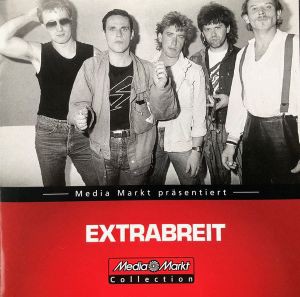 Media Markt präsentiert
EXTRABREIT
Media Markt
Collection